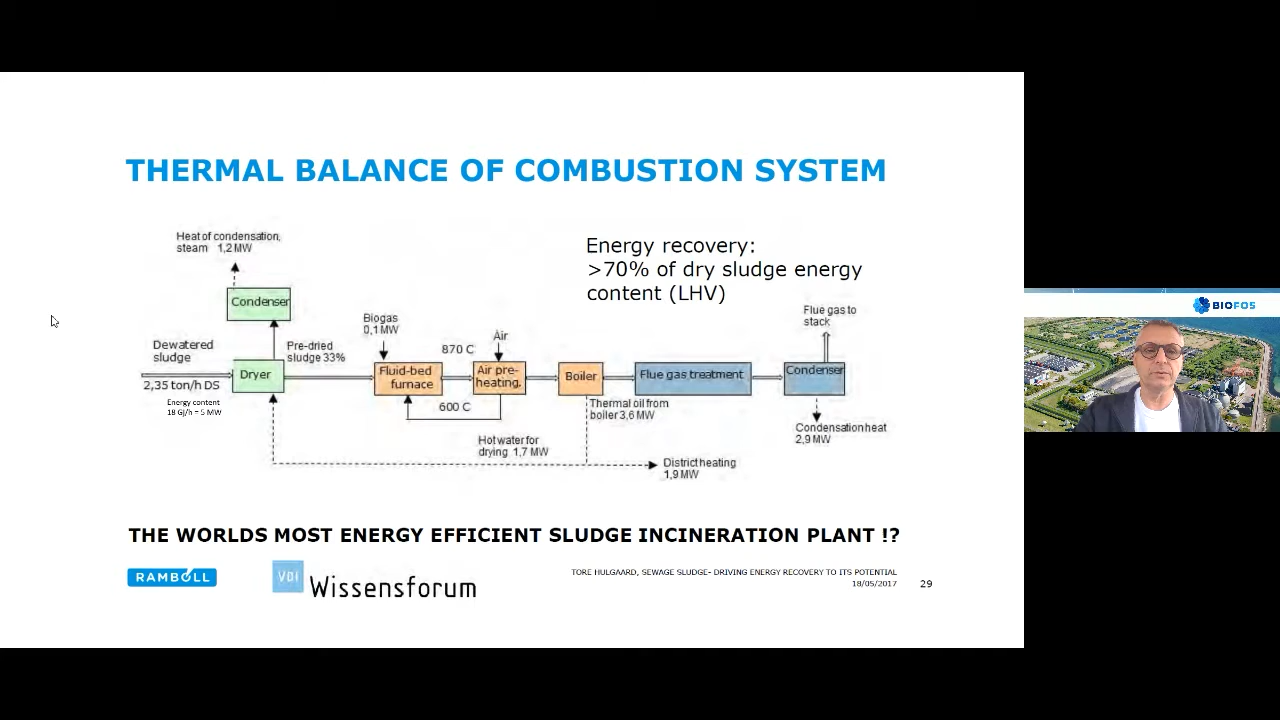 THERMAL BALANCE OF COMBUSTION SYSTEM
Heat of condensation,
steam 1,2 MW
Energy recovery:
>70% of dry sludge energy
content (LHV)
Condenser
Biogas
0,1 MW
Air
Flue gas to
stack
Dewatered
sludge
Pre-dried
sludge 33%
870 C
Dryer
Fluid-bed
furnace
Air pre-
heating,
Boiler
Flue gas treatment
Condenser
2,35 ton/h DS
Energy content
18 GJ/h = 5 MW
600 C
Thermal oil from
boiler 3,6 MW
Condensation heat
2,9 MW
Hot water for
drying 1,7 MW
District heating
1,9 MW
THE WORLDS MOST ENERGY EFFICIENT SLUDGE INCINERATION PLANT !?
RAMBOLL
VDI
Wissensforum
TORE HULGAARD, SEWAGE SLUDGE- DRIVING ENERGY RECOVERY TO ITS POTENTIAL
18/05/2017
29
BIOFOS